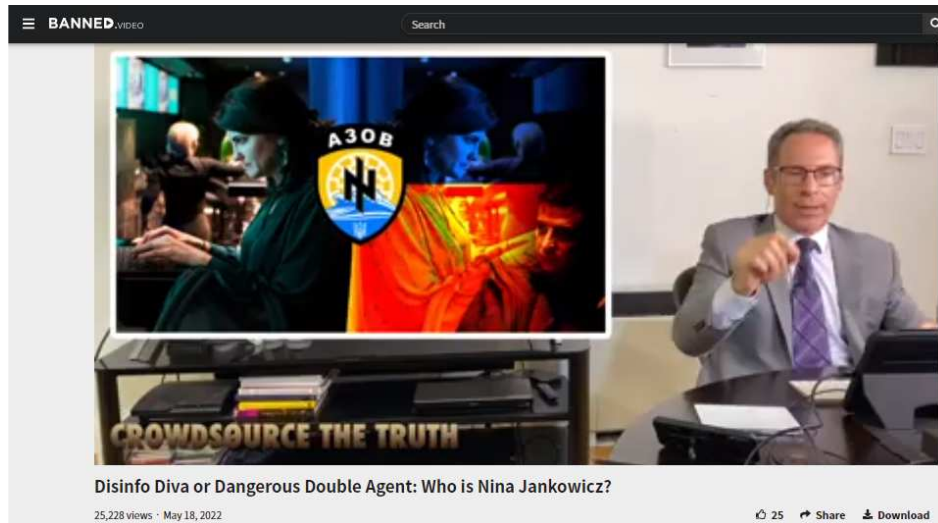 BANNED.VIDEO
Search
АЗОВ
CROWDSOURCE THE TRUTH
Disinfo Diva or Dangerous Double Agent: Who is Nina Jankowicz?
25,228 views · May 18, 2022
25
Share
Download